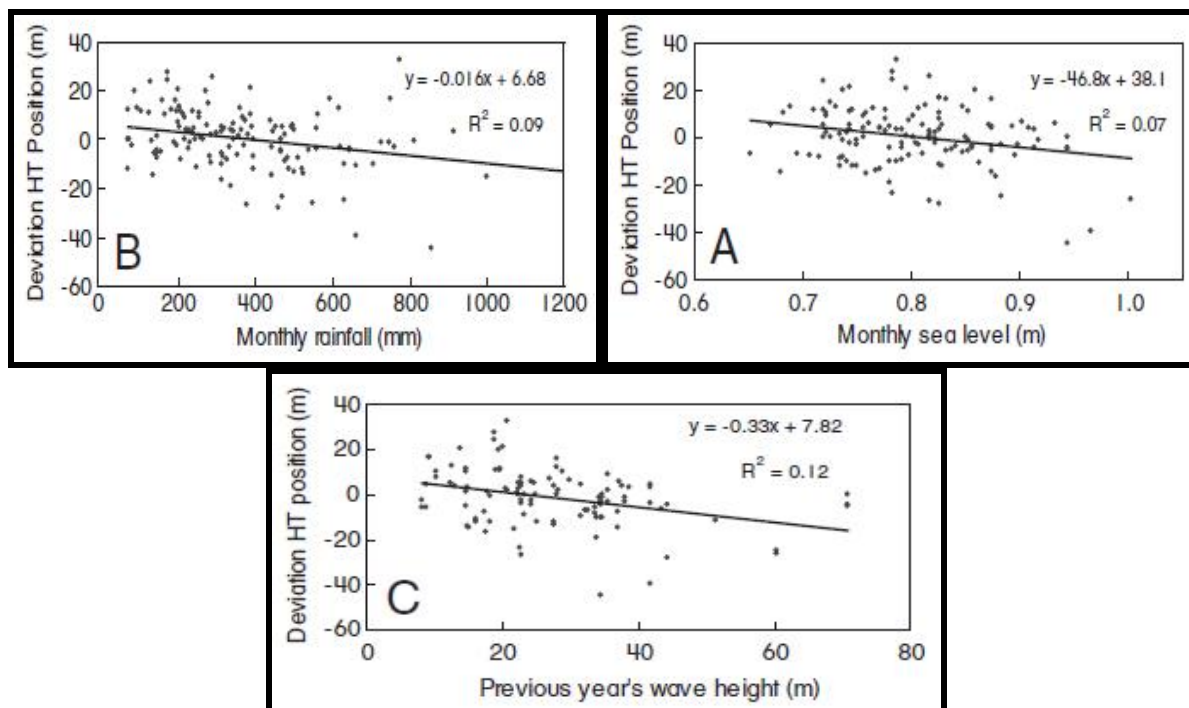 40
20
0
-20
-40
-60
Deviation HT Position (m)
y = -0.016x + 6.68
R² = 0.09
B
0 200 400 600 800 1000 1200
Monthly rainfall (mm)
40
20
0
-20
-40
-60
Deviation HT Position (m)
y = -46.8x + 38.1
R² = 0.07
A
0.6 0.7 0.8 0.9 1.0
Monthly sea level (m)
40
20
0
-20
-40
-60
Deviation HT position (m)
y = -0.33x + 7.82
R² = 0.12
C
0 20 40 60 80
Previous year's wave height (m)